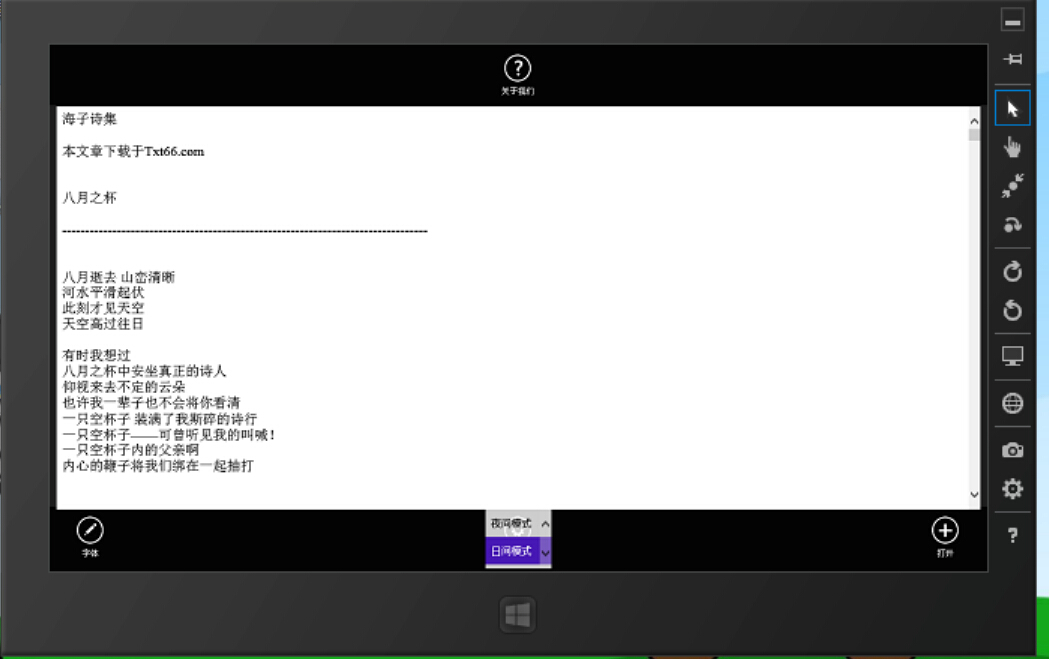 关于我们
海子诗集
本文章下载于Txt66.com
八月之杯
--------------------------------------------------------------------------------
八月逝去 山峦清晰
河水平滑起伏
此刻才见天空
天空高过往日
有时我想过
八月之杯中安坐真正的诗人
仰视来去不定的云朵
也许我一辈子也不会将你看清
一只空杯子 装满了我撕碎的诗行
一只空杯子——可曾听见我的叫喊！
一只空杯子内的父亲啊
内心的鞭子将我们绑在一起抽打
字体
夜间模式
日间模式
打开